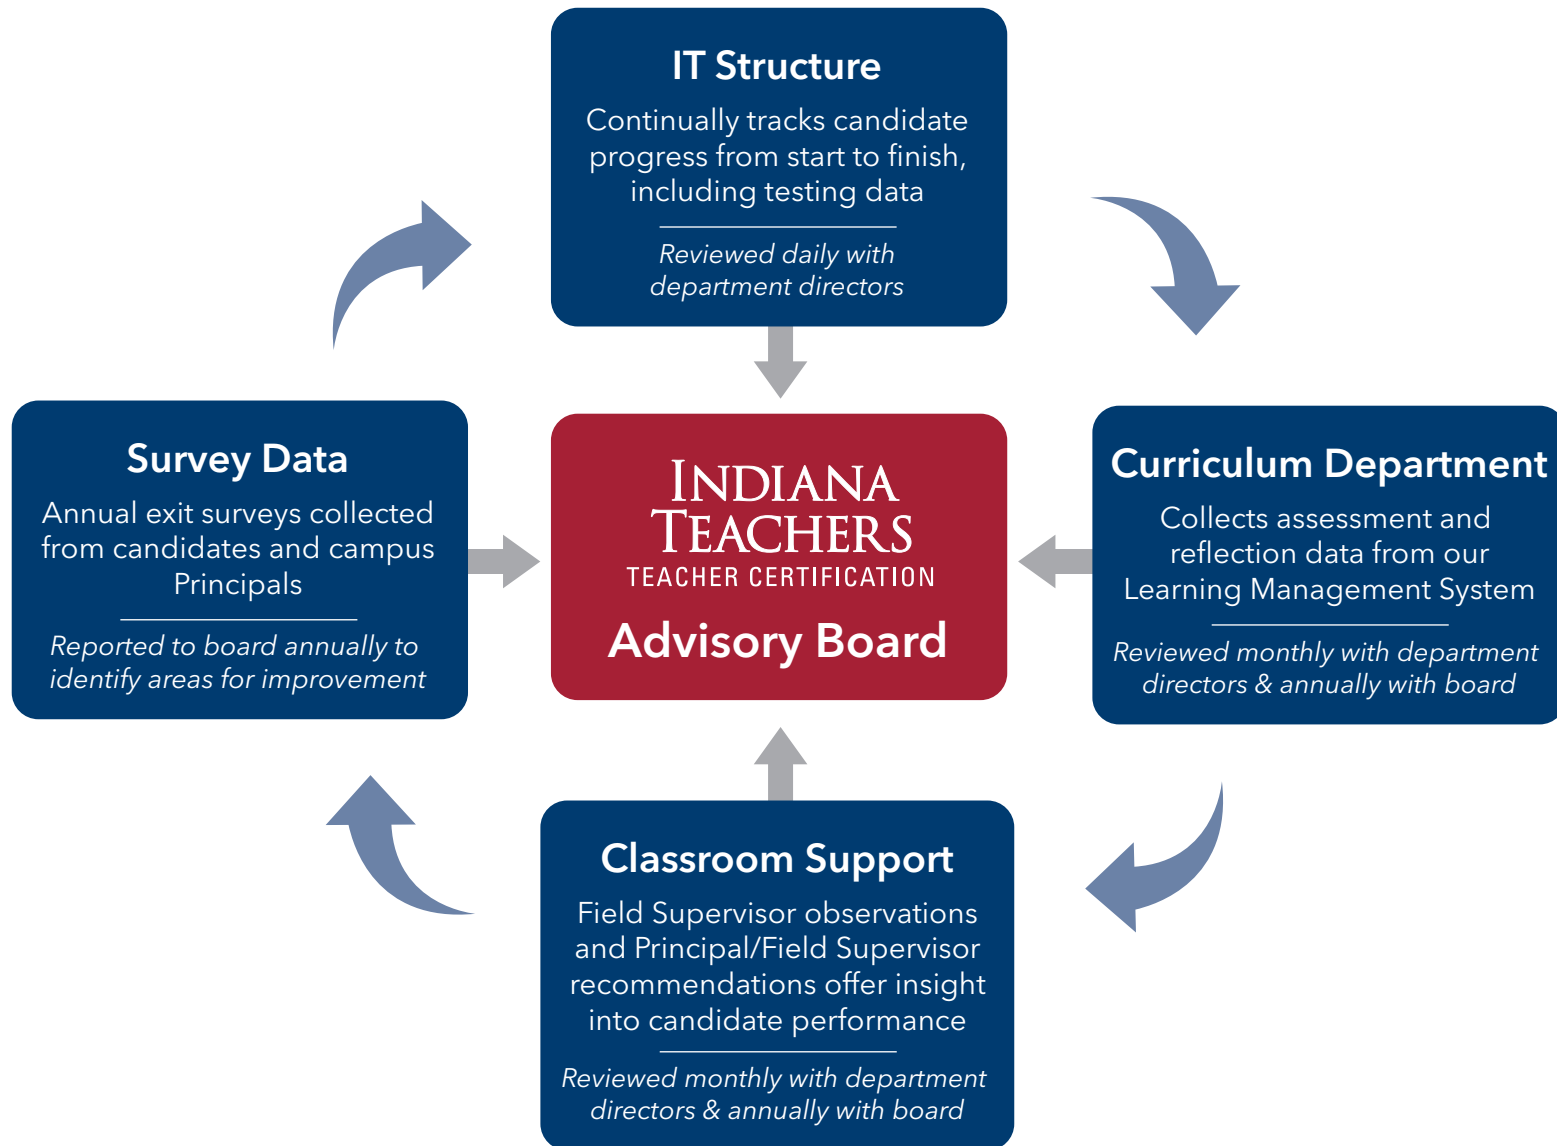 IT Structure
Continually tracks candidate
progress from start to finish,
including testing data
Reviewed daily with
department directors
Survey Data
Annual exit surveys collected
from candidates and campus
Principals
Reported to board annually to
identify areas for improvement
INDIANA
TEACHERS
TEACHER CERTIFICATION
Advisory Board
Curriculum Department
Collects assessment and
reflection data from our
Learning Management System
Reviewed monthly with department
directors & annually with board
Classroom Support
Field Supervisor observations
and Principal/Field Supervisor
recommendations offer insight
into candidate performance
Reviewed monthly with department
directors & annually with board